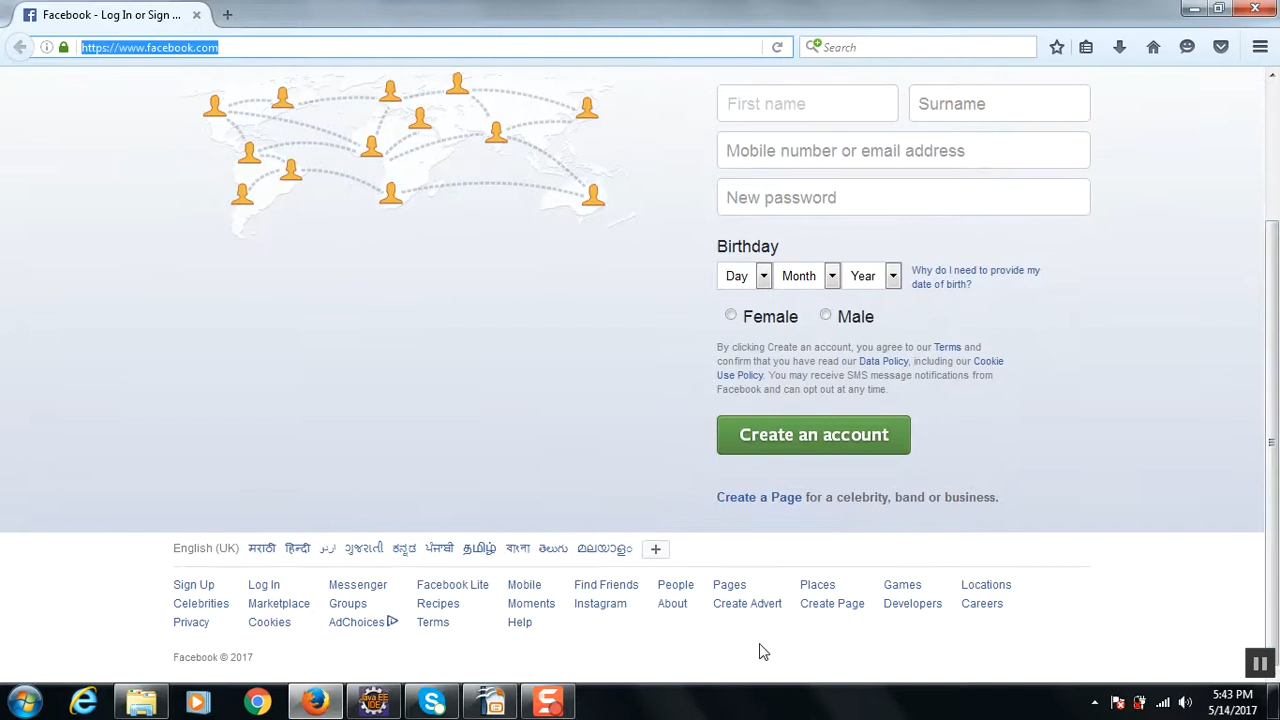 Facebook - Log In or Sign ...
https://www.facebook.com
Search
First name
Surname
Mobile number or email address
New password
Birthday
Day
Month
Year
Why do I need to provide my
date of birth?
Female
Male
By clicking Create an account, you agree to our Terms and
confirm that you have read our Data Policy, including our Cookie
Use Policy. You may receive SMS message notifications from
Facebook and can opt out at any time.
Create an account
Create a Page for a celebrity, band or business.
English (UK) मराठी हिन्दी اردو ગુજરાતી ಕನ್ನಡ ਪੰਜਾਬੀ தமிழ் বাংলা తెలుగు മലയാളം +
Sign Up Log In Messenger Facebook Lite Mobile Find Friends People Pages Places Games Locations
Celebrities Marketplace Groups Recipes Moments Instagram About Create Advert Create Page Developers Careers
Privacy Cookies AdChoices Terms Help
Facebook © 2017
Java EE
IDE
5:43 PM
5/14/2017